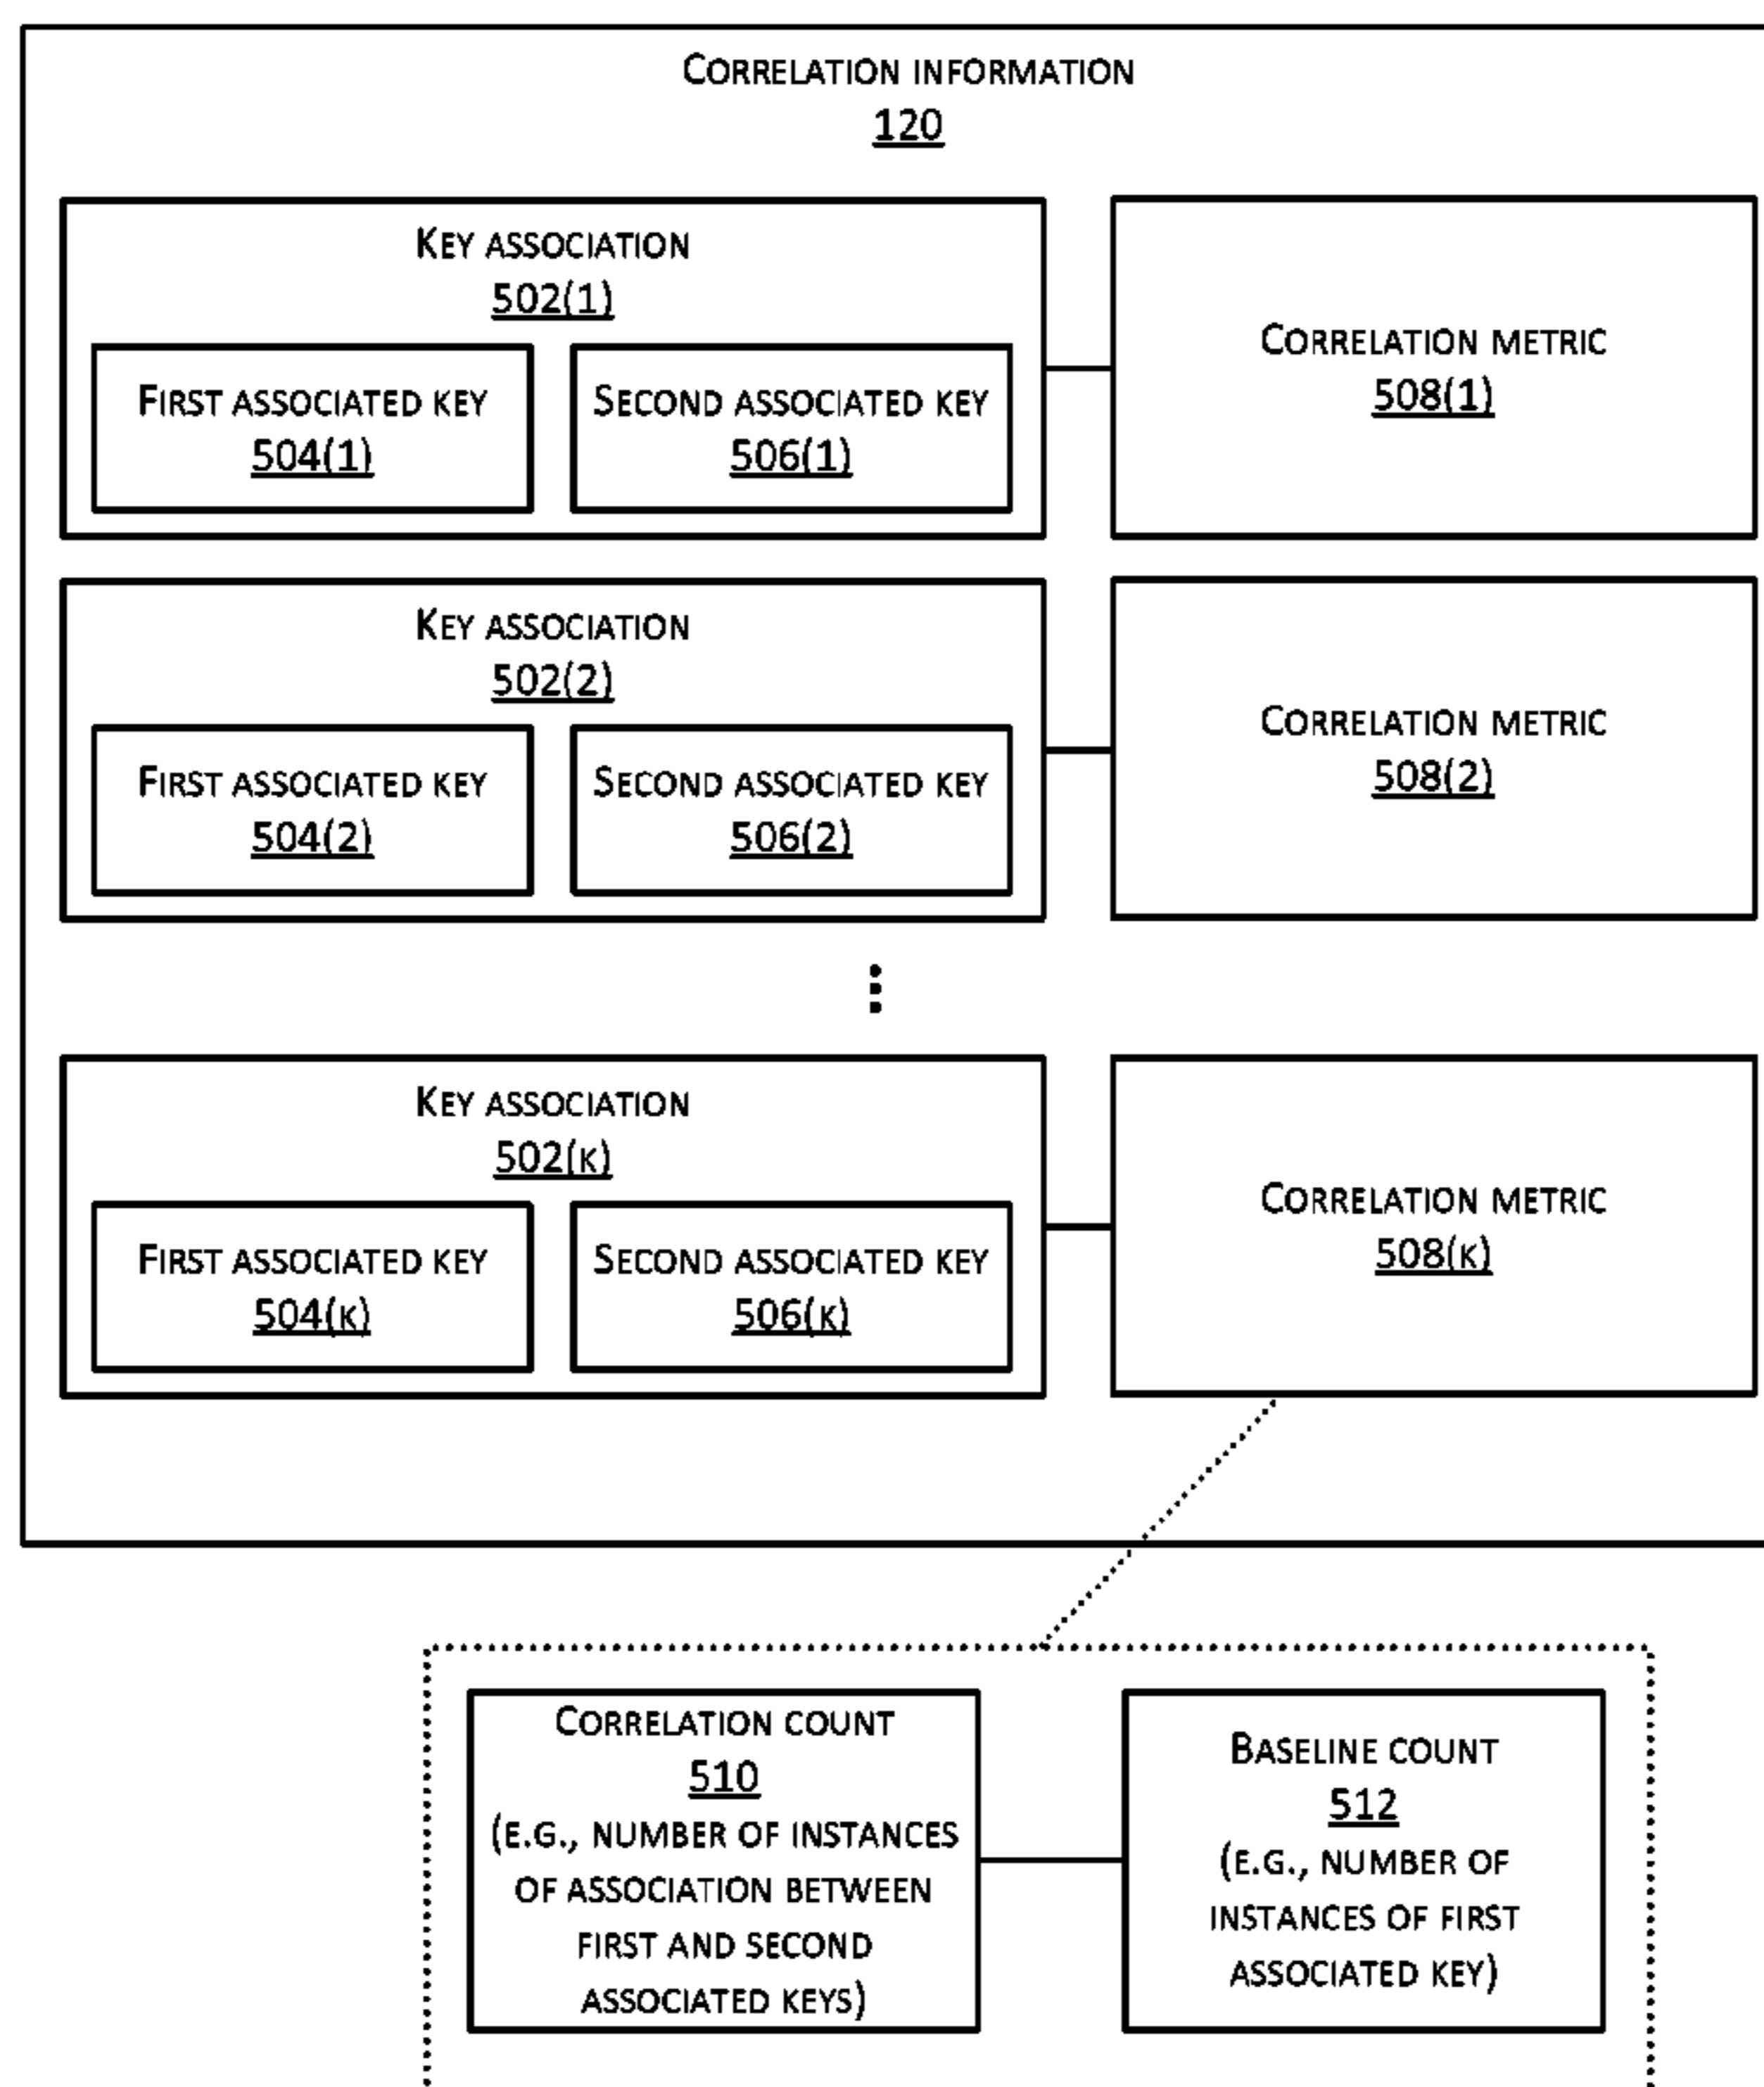 CORRELATION INFORMATION
120
KEY ASSOCIATION
502(1)
FIRST ASSOCIATED KEY
504(1)
SECOND ASSOCIATED KEY
506(1)
CORRELATION METRIC
508(1)
KEY ASSOCIATION
502(2)
FIRST ASSOCIATED KEY
504(2)
SECOND ASSOCIATED KEY
506(2)
CORRELATION METRIC
508(2)
KEY ASSOCIATION
502(K)
FIRST ASSOCIATED KEY
504(K)
SECOND ASSOCIATED KEY
506(K)
CORRELATION METRIC
508(K)
CORRELATION COUNT
510
(E.G., NUMBER OF INSTANCES
OF ASSOCIATION BETWEEN
FIRST AND SECOND
ASSOCIATED KEYS)
BASELINE COUNT
512
(E.G., NUMBER OF
INSTANCES OF FIRST
ASSOCIATED KEY)